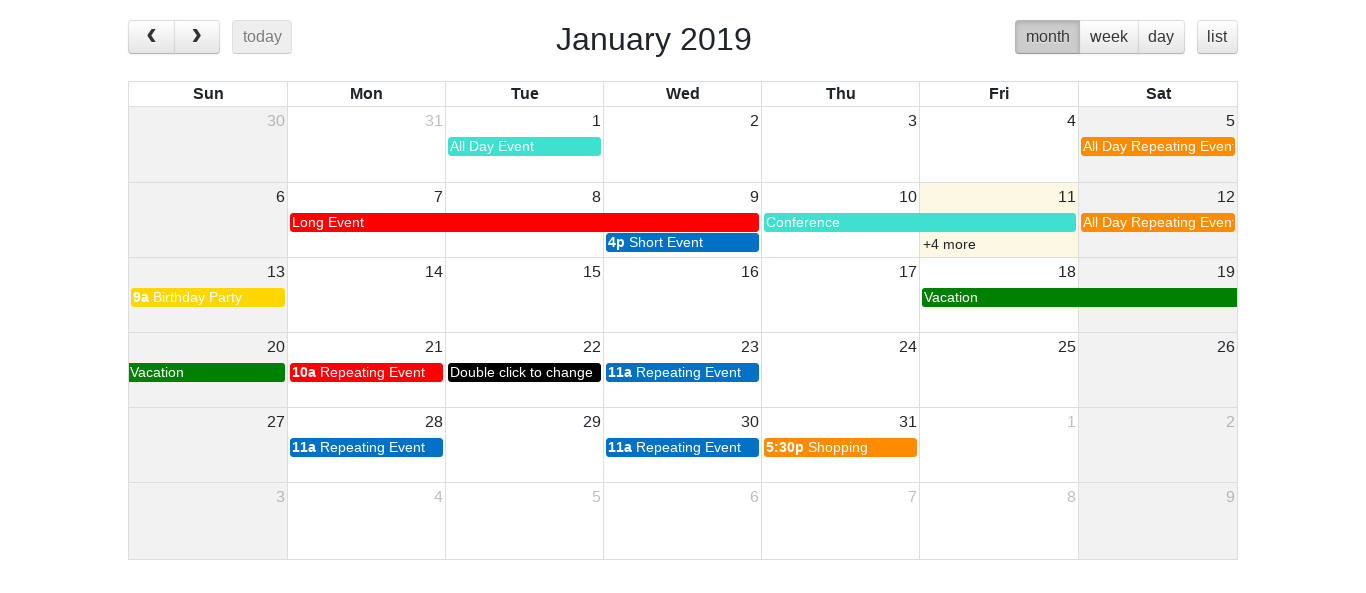 today
January 2019
month week day list
Sun Mon Tue Wed Thu Fri Sat
30 31 1 2 3 4 5
All Day Event All Day Repeating Event
6 7 8 9 10 11 12
Long Event Conference All Day Repeating Event
4p Short Event +4 more
13 14 15 16 17 18 19
9a Birthday Party Vacation
20 21 22 23 24 25 26
Vacation 10a Repeating Event Double click to change 11a Repeating Event
27 28 29 30 31 1 2
11a Repeating Event 11a Repeating Event 5:30p Shopping
3 4 5 6 7 8 9